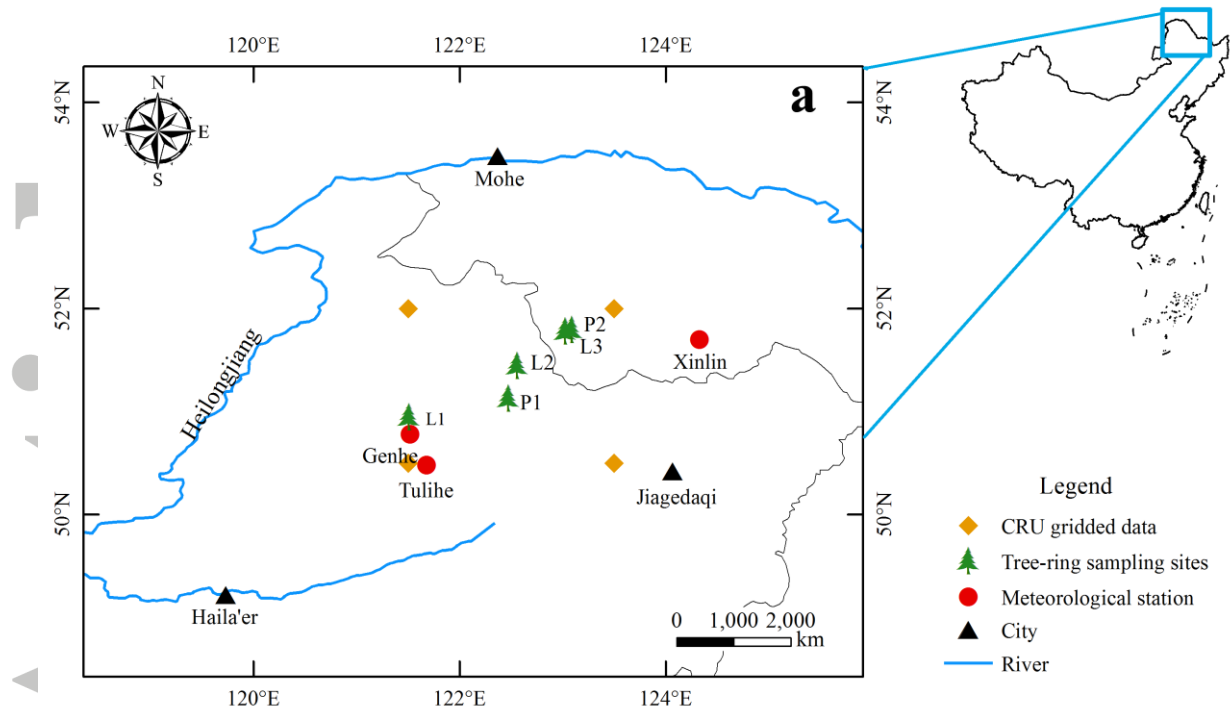 120°E 122°E 124°E
54°N 54°N
N
W E
S
a
Mohe
52°N 52°N
P2
L3
Xinlin
L2
P1
L1
Heilongjiang
Genhe
Tulihe
Jiagedaqi
50°N 50°N
Haila'er
0 1,000 2,000
km
120°E 122°E 124°E
Legend
CRU gridded data
Tree-ring sampling sites
Meteorological station
City
River